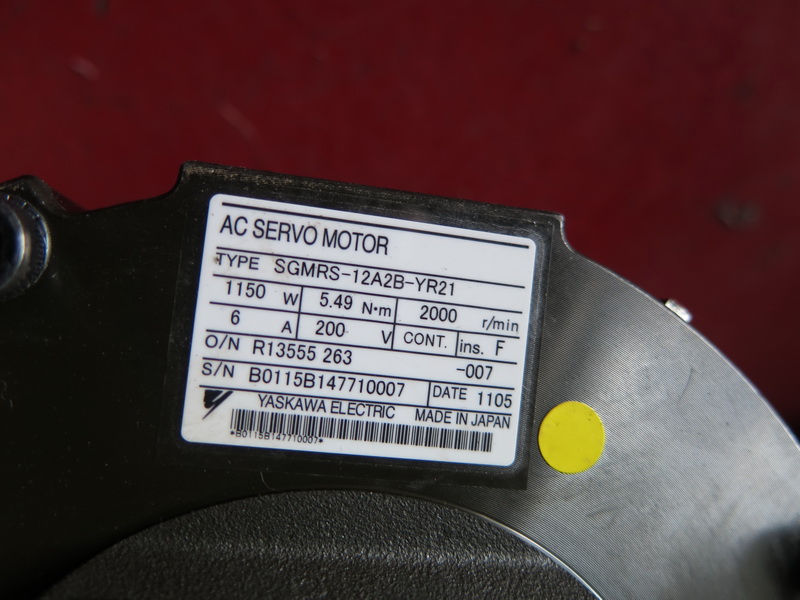 AC SERVO MOTOR
TYPE SGMRS-12A2B-YR21
1150 W 5.49 N·m 2000 r/min
6 A 200 V CONT. ins. F
O/N R13555 263 -007
S/N B0115B147710007 DATE 1105
YASKAWA ELECTRIC MADE IN JAPAN
*B0115B147710007*